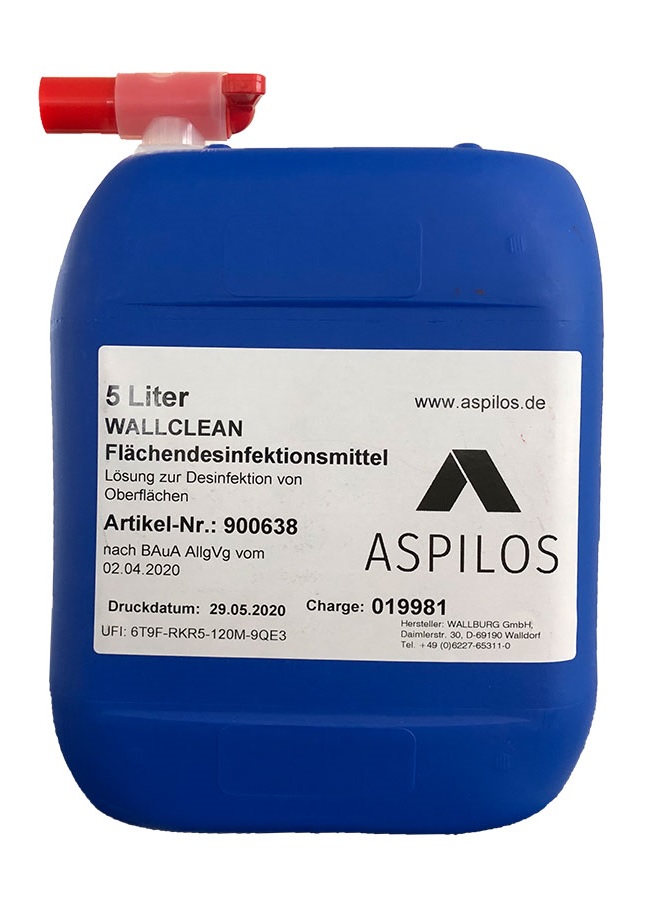 5 Liter
www.aspilos.de
WALLCLEAN
Flächendesinfektionsmittel
Lösung zur Desinfektion von
Oberflächen
Artikel-Nr.: 900638
nach BAuA AllgVg vom
02.04.2020
ASPILOS
Druckdatum: 29.05.2020 Charge: 019981
UFI: 6T9F-RKR5-120M-9QE3
Hersteller: WALLBURG GmbH,
Daimlerstr. 30, D-69190 Walldorf
Tel. +49 (0)6227-65311-0